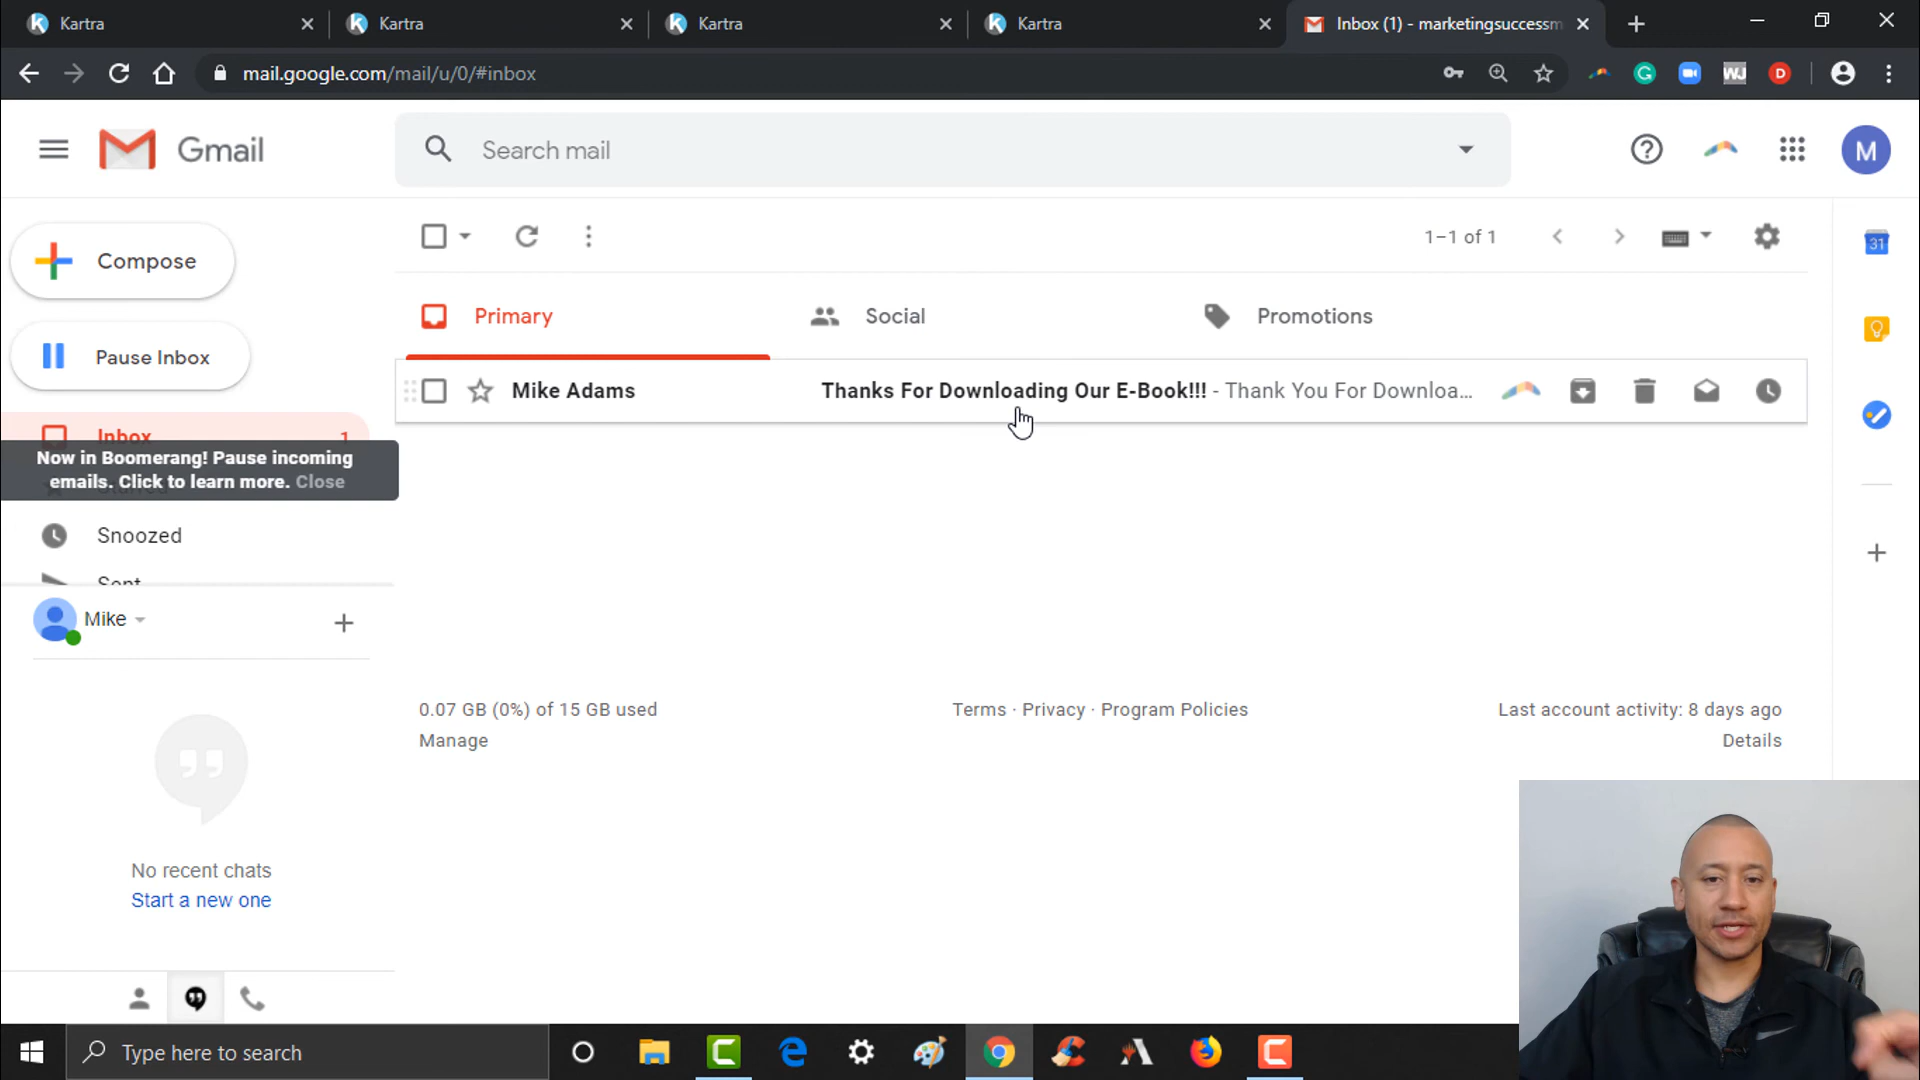 Kartra
Kartra
Kartra
Kartra
Inbox (1) - marketingsuccessm
mail.google.com/mail/u/0/#inbox
Gmail
Search mail
M
Compose
1–1 of 1
31
Primary
Social
Promotions
Pause Inbox
Mike Adams
Thanks For Downloading Our E-Book!!! - Thank You For Downloa...
Inbox
1
Now in Boomerang! Pause incoming
emails. Click to learn more. Close
Snoozed
Sent
Mike
0.07 GB (0%) of 15 GB used
Manage
Terms · Privacy · Program Policies
Last account activity: 8 days ago
Details
No recent chats
Start a new one
Type here to search